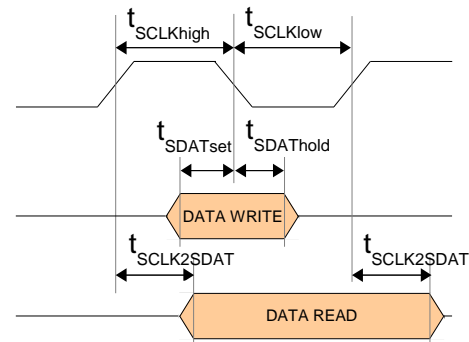 tSCLKhigh tSCLKlow
tSDATset tSDAThold
DATA WRITE
tSCLK2SDAT tSCLK2SDAT
DATA READ